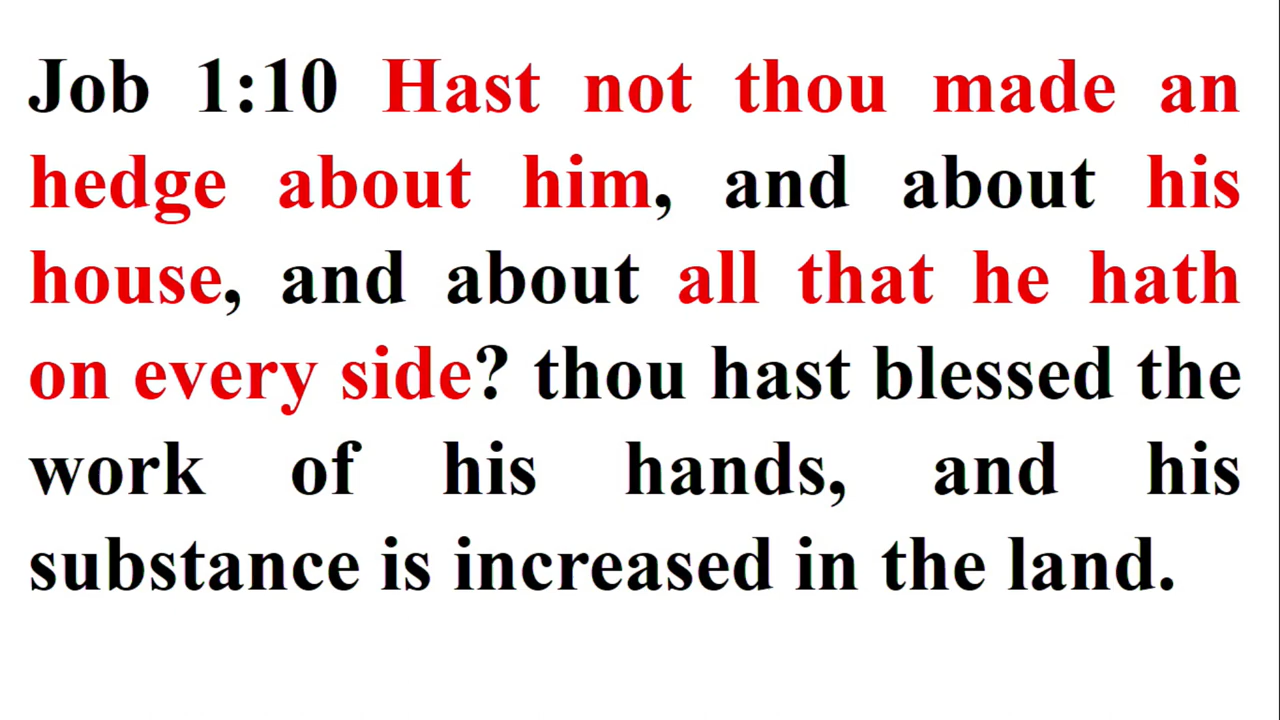 Job 1:10 Hast not thou made an
hedge about him, and about his
house, and about all that he hath
on every side? thou hast blessed the
work of his hands, and his
substance is increased in the land.